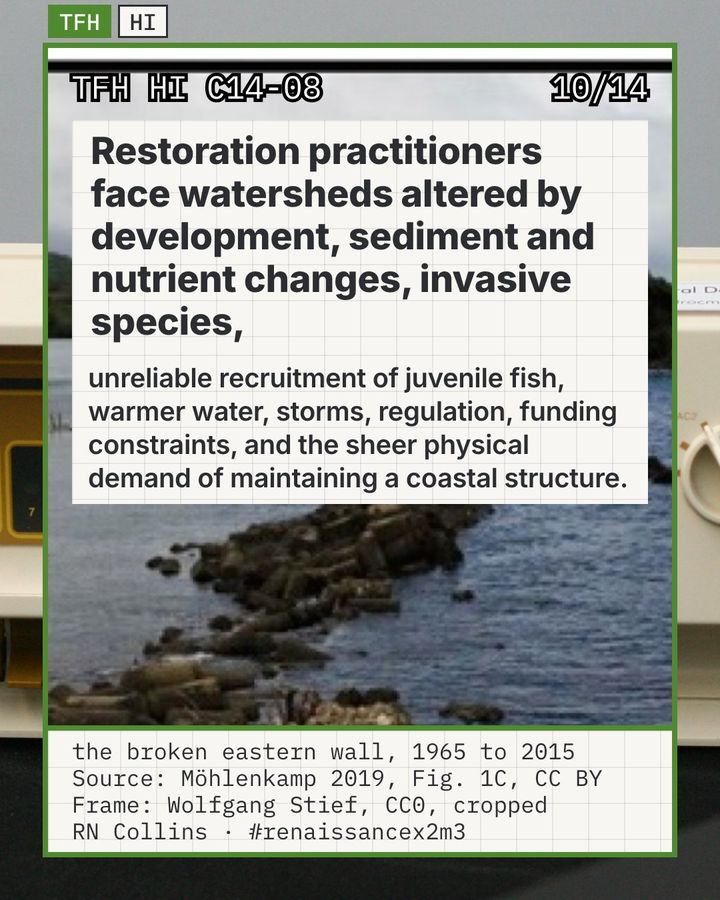 TFH HI
TFH HI C14-08 10/14
Restoration practitioners
face watersheds altered by
development, sediment and
nutrient changes, invasive
species,
unreliable recruitment of juvenile fish,
warmer water, storms, regulation, funding
constraints, and the sheer physical
demand of maintaining a coastal structure.
7
AC2
the broken eastern wall, 1965 to 2015
Source: Möhlenkamp 2019, Fig. 1C, CC BY
Frame: Wolfgang Stief, CC0, cropped
RN Collins · #renaissancex2m3